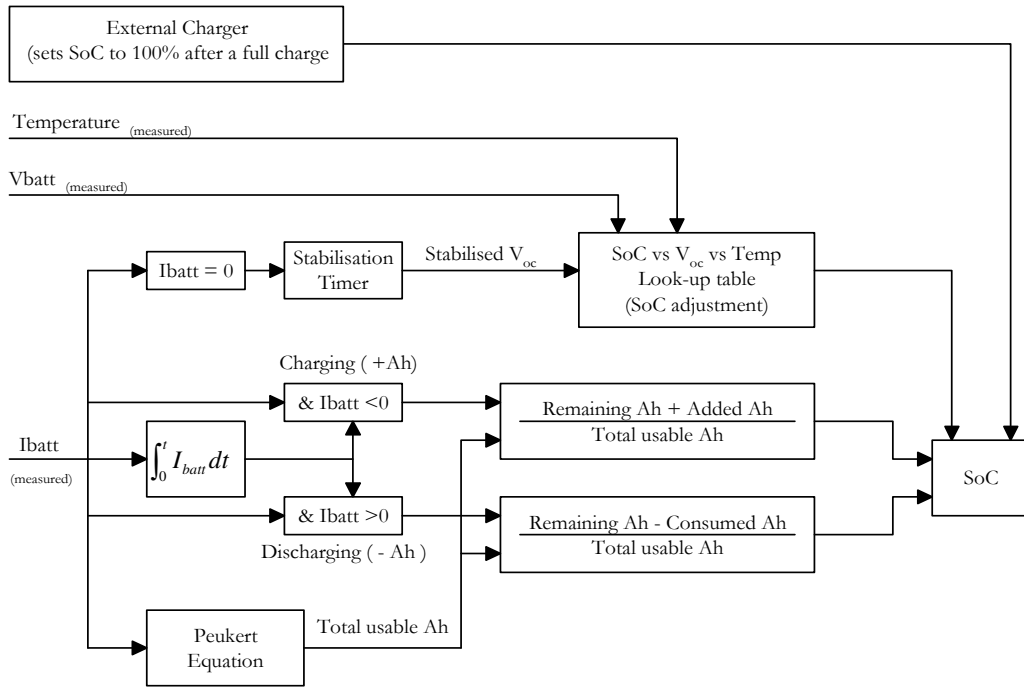 External Charger
(sets SoC to 100% after a full charge
Temperature (measured)
Vbatt (measured)
Ibatt = 0
Stabilisation
Timer
Stabilised Voc
SoC vs Voc vs Temp
Look-up table
(SoC adjustment)
Charging ( +Ah)
& Ibatt <0
Remaining Ah + Added Ah
Total usable Ah
Ibatt
(measured)
∫₀ᵗ I_batt dt
SoC
& Ibatt >0
Discharging ( - Ah )
Remaining Ah - Consumed Ah
Total usable Ah
Peukert
Equation
Total usable Ah